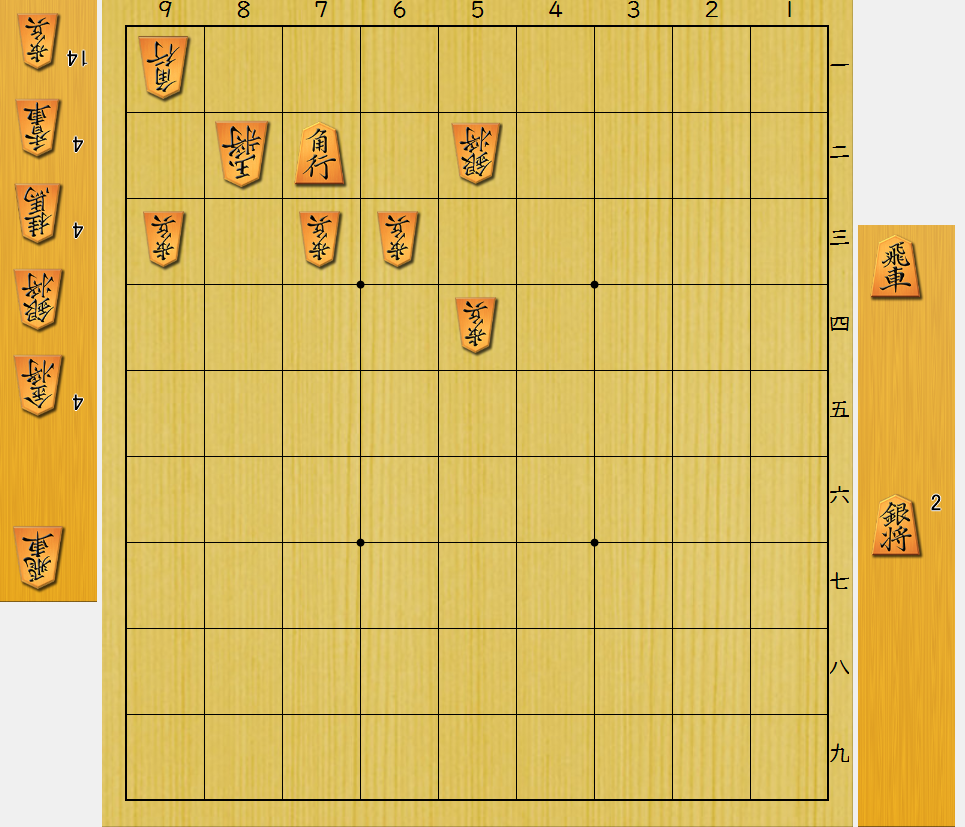 9 8 7 6 5 4 3 2 1
一
二
三
四
五
六
七
八
九
歩兵 14
香車 4
桂馬 4
銀将
金将 4
飛車
角行
玉将 角行 銀将
歩兵 歩兵 歩兵
歩兵
飛車
銀将 2